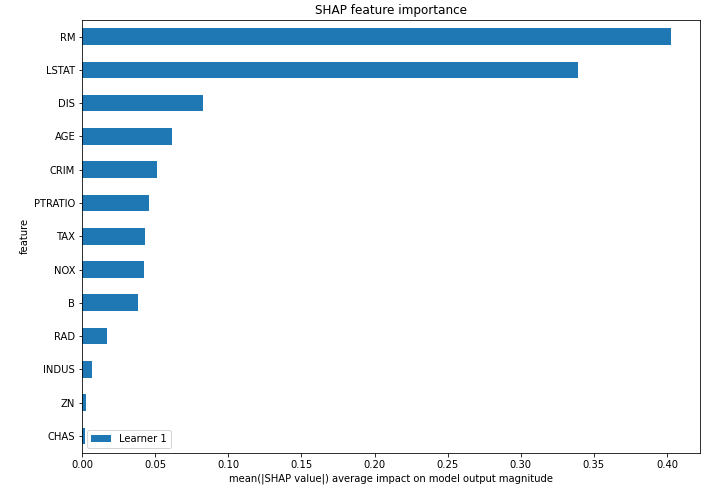 SHAP feature importance
RM
LSTAT
DIS
AGE
CRIM
PTRATIO
TAX
NOX
B
RAD
INDUS
ZN
CHAS
feature
Learner 1
0.00 0.05 0.10 0.15 0.20 0.25 0.30 0.35 0.40
mean(|SHAP value|) average impact on model output magnitude